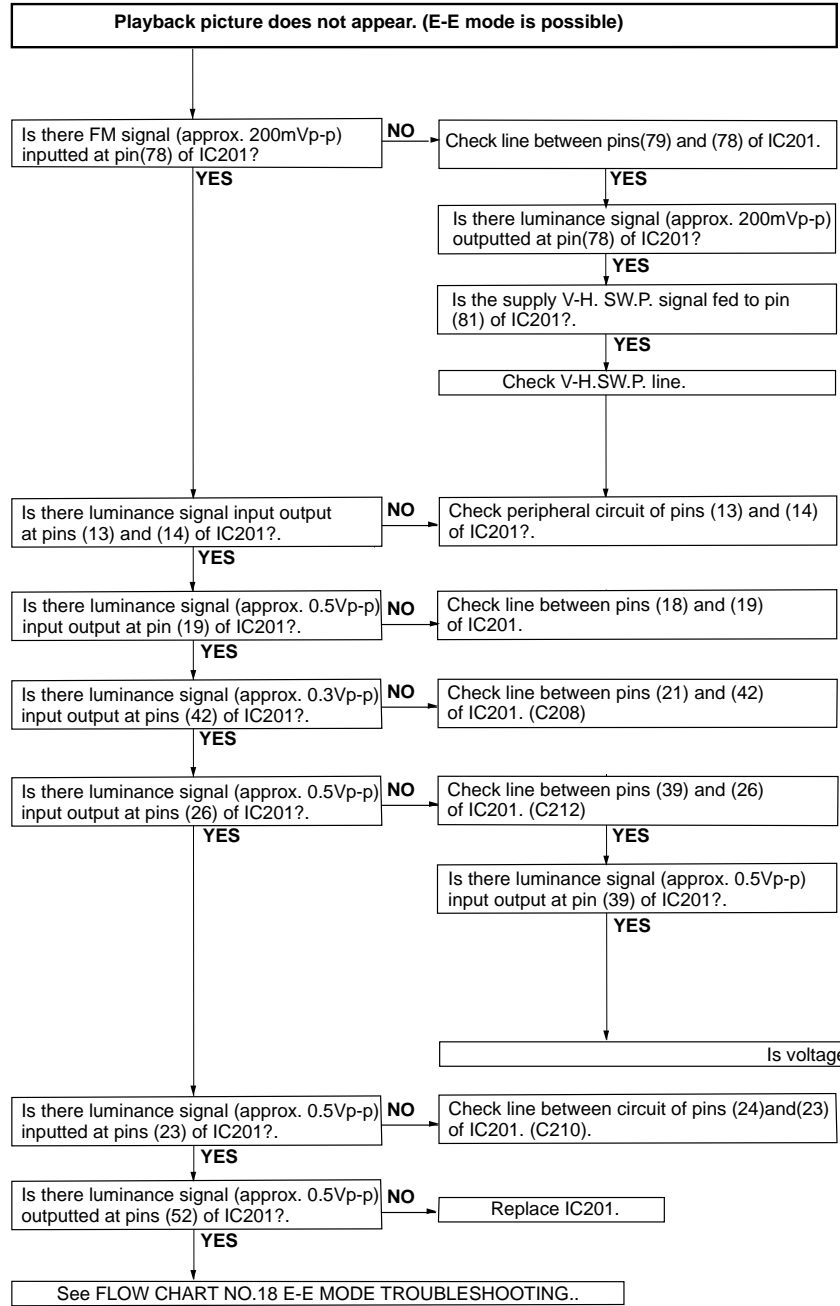 Playback picture does not appear. (E-E mode is possible)
Is there FM signal (approx. 200mVp-p)
inputted at pin(78) of IC201?
NO
Check line between pins(79) and (78) of IC201.
YES
YES
Is there luminance signal (approx. 200mVp-p)
outputted at pin(78) of IC201?
YES
Is the supply V-H. SW.P. signal fed to pin
(81) of IC201?.
YES
Check V-H.SW.P. line.
Is there luminance signal input output
at pins (13) and (14) of IC201?.
NO
Check peripheral circuit of pins (13) and (14)
of IC201?.
YES
Is there luminance signal (approx. 0.5Vp-p)
input output at pin (19) of IC201?.
NO
Check line between pins (18) and (19)
of IC201.
YES
Is there luminance signal (approx. 0.3Vp-p)
input output at pins (42) of IC201?.
NO
Check line between pins (21) and (42)
of IC201. (C208)
YES
Is there luminance signal (approx. 0.5Vp-p)
input output at pins (26) of IC201?.
NO
Check line between pins (39) and (26)
of IC201. (C212)
YES
YES
Is there luminance signal (approx. 0.5Vp-p)
input output at pin (39) of IC201?.
YES
Is voltage
Is there luminance signal (approx. 0.5Vp-p)
inputted at pins (23) of IC201?.
NO
Check line between circuit of pins (24)and(23)
of IC201. (C210).
YES
Is there luminance signal (approx. 0.5Vp-p)
outputted at pins (52) of IC201?.
NO
Replace IC201.
YES
See FLOW CHART NO.18 E-E MODE TROUBLESHOOTING..